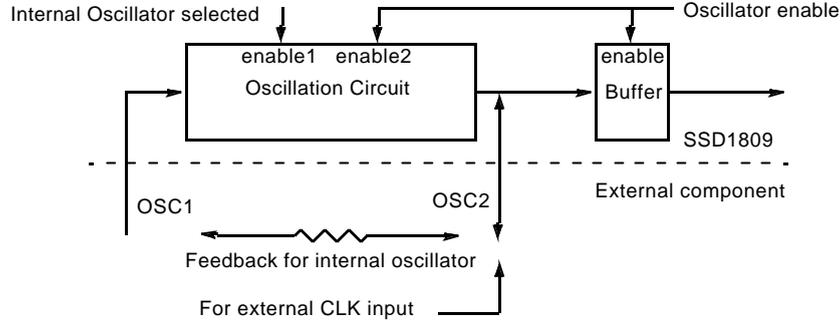 Internal Oscillator selected
Oscillator enable
enable1 enable2
enable
Oscillation Circuit
Buffer
SSD1809
External component
OSC1
OSC2
Feedback for internal oscillator
For external CLK input